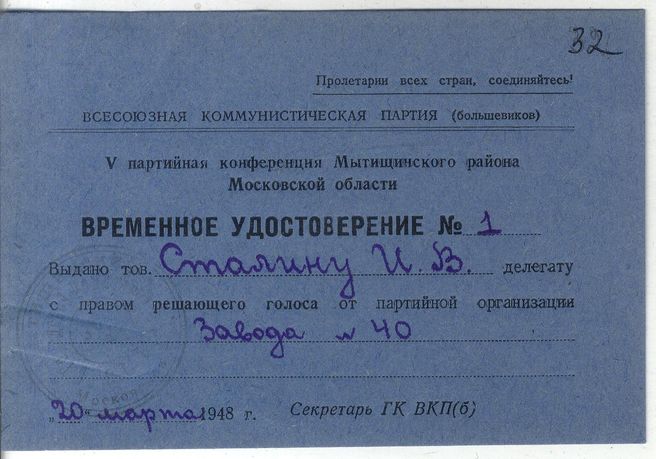 32
Пролетарии всех стран, соединяйтесь!
ВСЕСОЮЗНАЯ КОММУНИСТИЧЕСКАЯ ПАРТИЯ (большевиков)
V партийная конференция Мытищинского района
Московской области
ВРЕМЕННОЕ УДОСТОВЕРЕНИЕ № 1
Выдано тов. Сталину И. В. делегату
с правом решающего голоса от партийной организации
Завода № 40
„20“ марта 1948 г. Секретарь ГК ВКП(б)